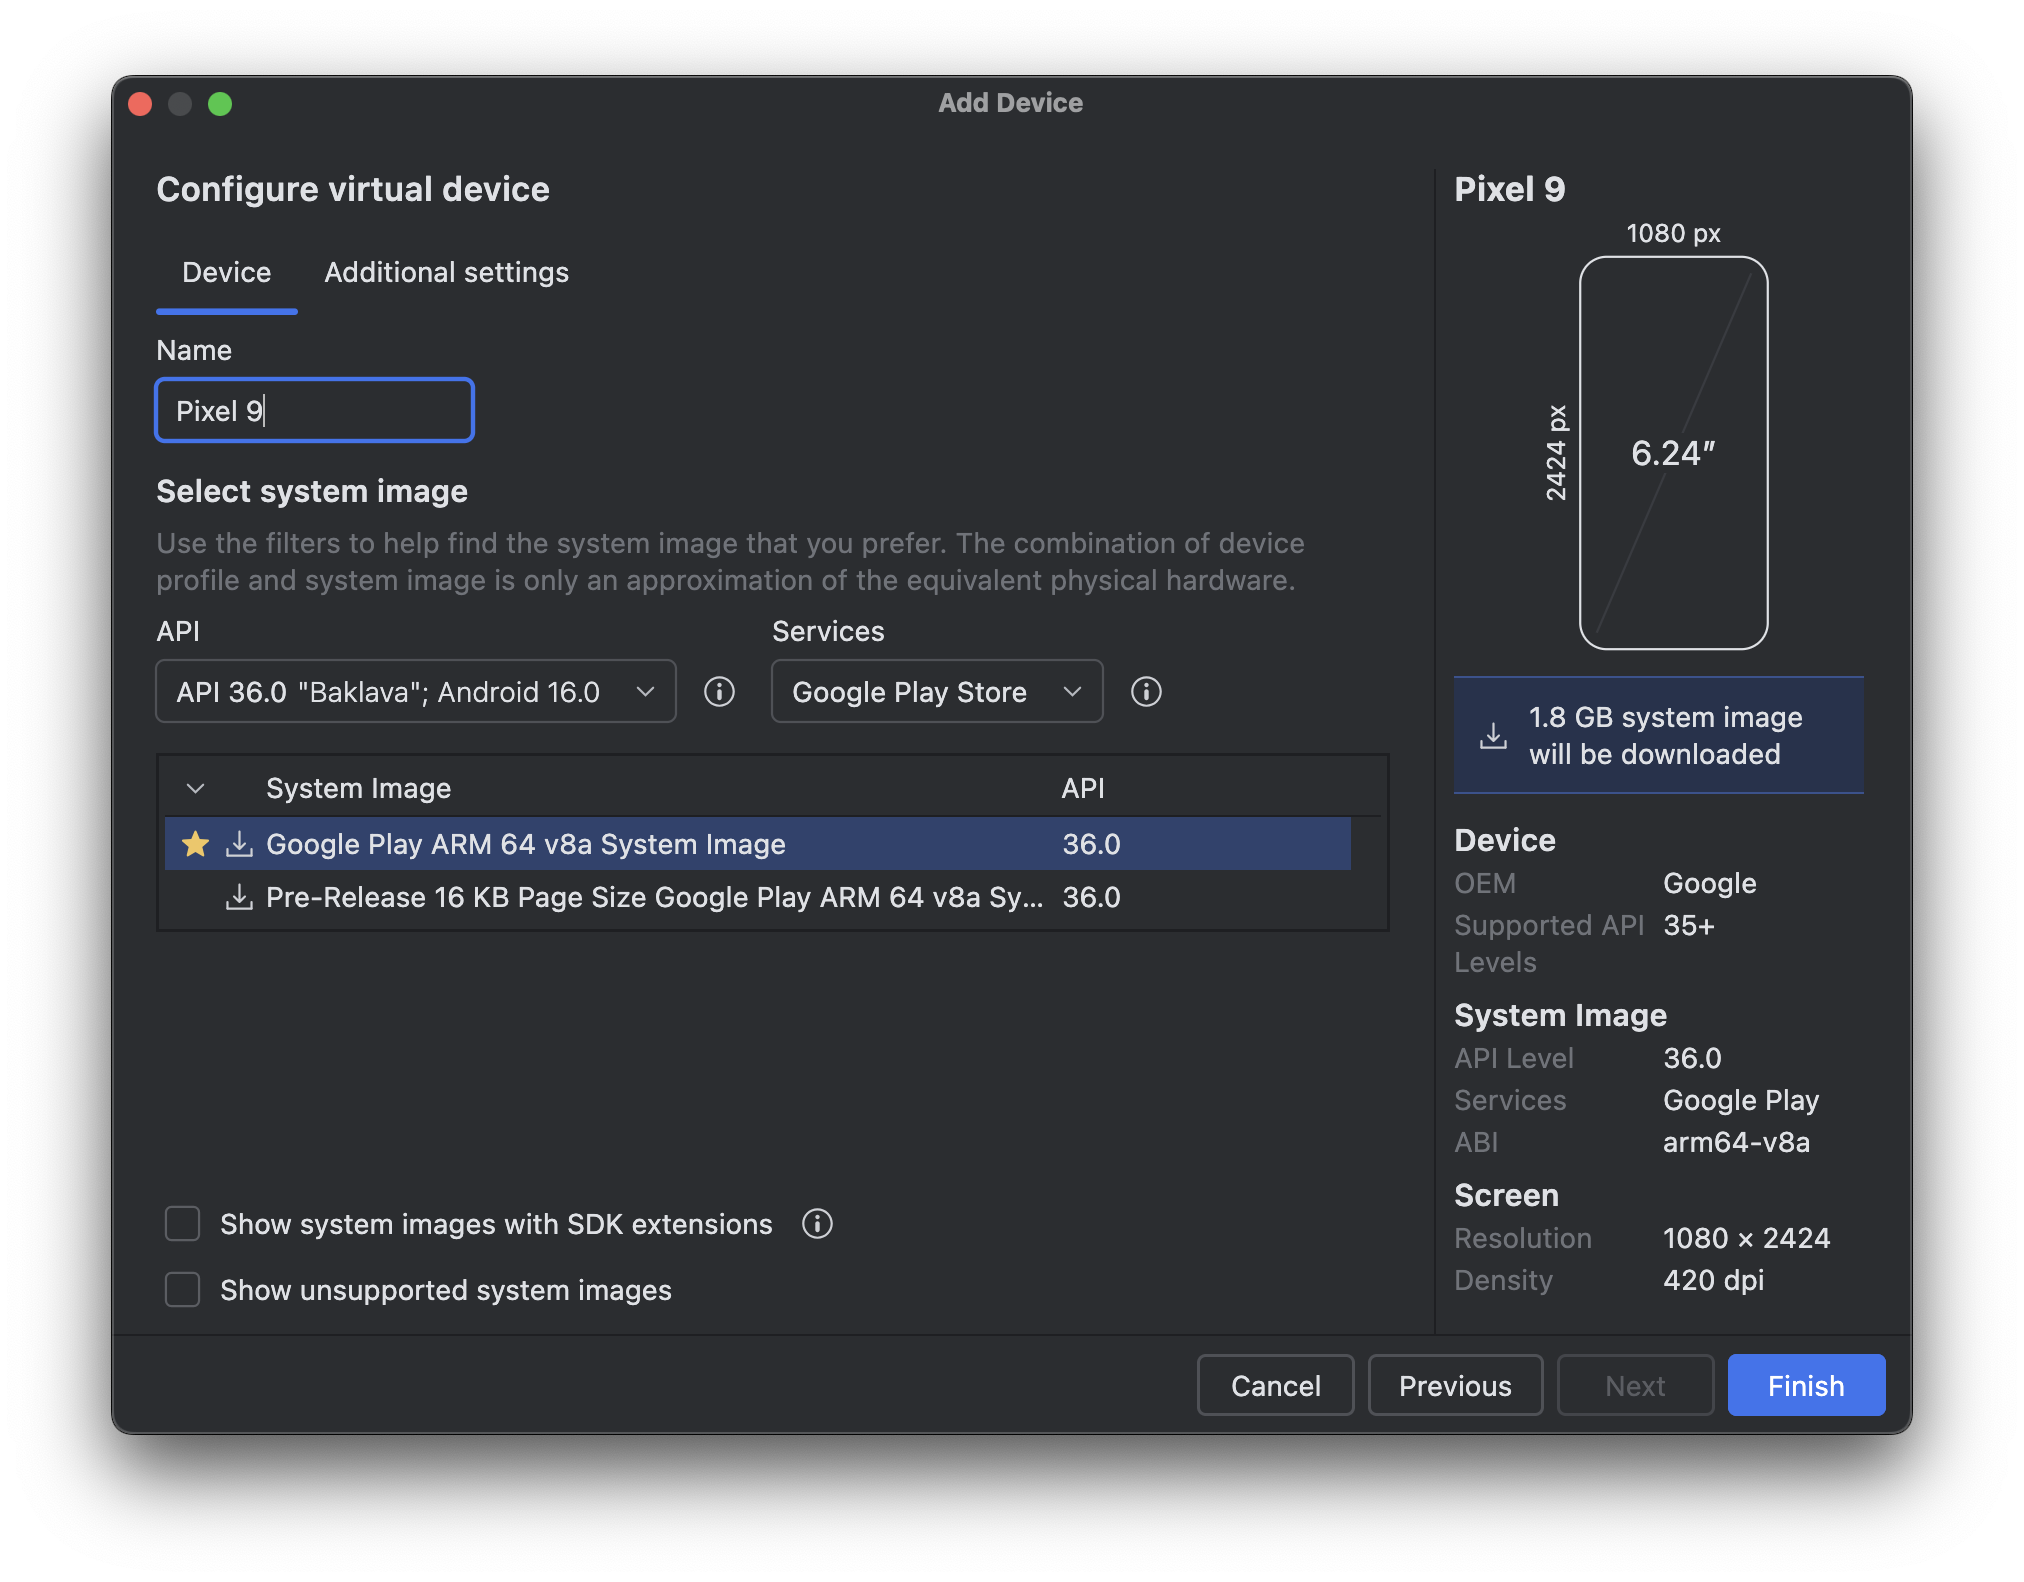 Add Device
Configure virtual device
Device
Additional settings
Name
Pixel 9
Select system image
Use the filters to help find the system image that you prefer. The combination of device
profile and system image is only an approximation of the equivalent physical hardware.
API
Services
API 36.0 "Baklava"; Android 16.0
Google Play Store
System Image
API
Google Play ARM 64 v8a System Image
36.0
Pre-Release 16 KB Page Size Google Play ARM 64 v8a Sy...
36.0
Show system images with SDK extensions
Show unsupported system images
Pixel 9
1080 px
2424 px
6.24″
1.8 GB system image
will be downloaded
Device
OEM
Google
Supported API
35+
Levels
System Image
API Level
36.0
Services
Google Play
ABI
arm64-v8a
Screen
Resolution
1080 × 2424
Density
420 dpi
Cancel
Previous
Next
Finish